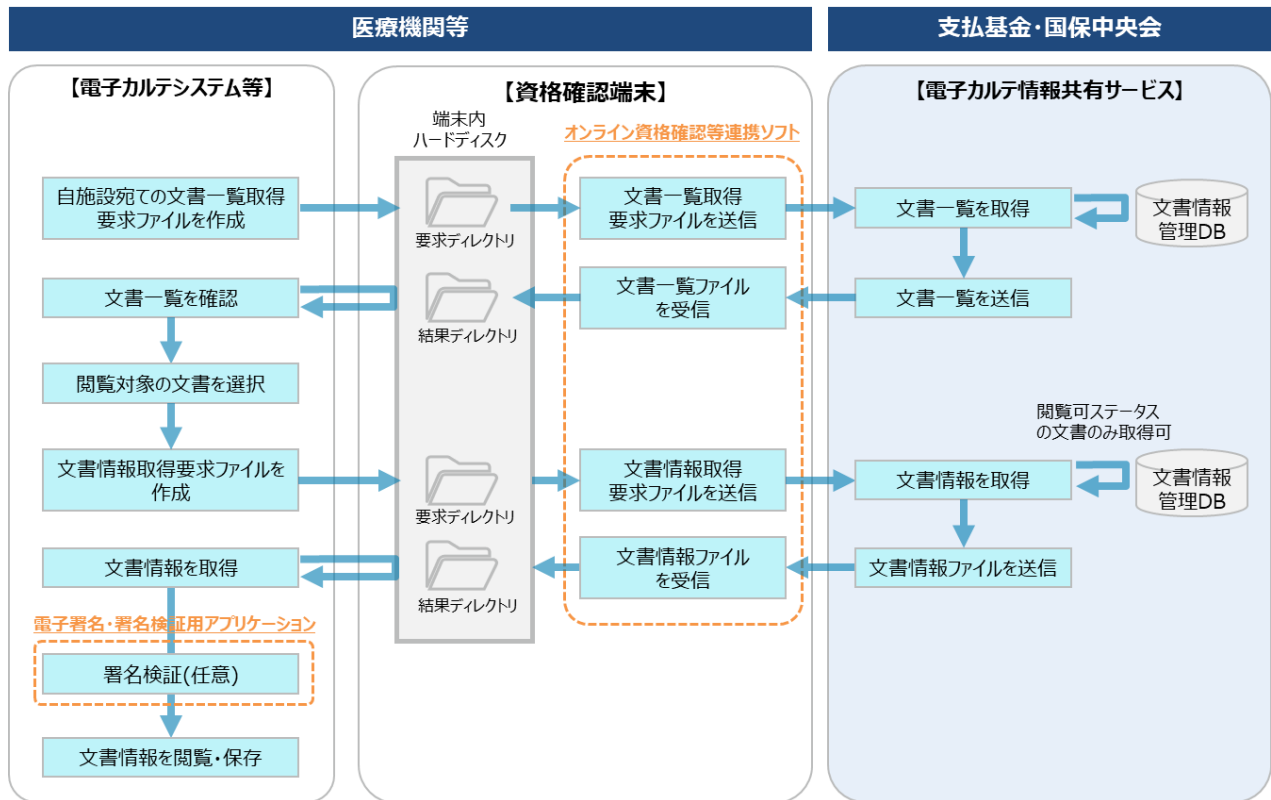 医療機関等
支払基金・国保中央会
【電子カルテシステム等】
【資格確認端末】
【電子カルテ情報共有サービス】
端末内
ハードディスク
オンライン資格確認等連携ソフト
自施設宛ての文書一覧取得
要求ファイルを作成
要求ディレクトリ
文書一覧取得
要求ファイルを送信
文書一覧を取得
文書情報
管理DB
文書一覧を確認
結果ディレクトリ
文書一覧ファイル
を受信
文書一覧を送信
閲覧対象の文書を選択
閲覧可ステータス
の文書のみ取得可
文書情報取得要求ファイルを
作成
要求ディレクトリ
文書情報取得
要求ファイルを送信
文書情報を取得
文書情報
管理DB
文書情報を取得
結果ディレクトリ
文書情報ファイル
を受信
文書情報ファイルを送信
電子署名・署名検証用アプリケーション
署名検証(任意)
文書情報を閲覧・保存